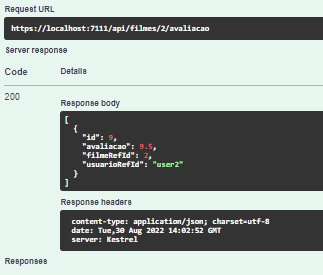 Request URL
https://localhost:7111/api/filmes/2/avaliacao
Server response
Code Details
200
Response body
[
  {
    "id": 9,
    "avaliacao": 9.5,
    "filmeRefId": 2,
    "usuarioRefId": "user2"
  }
]
Response headers
content-type: application/json; charset=utf-8
date: Tue,30 Aug 2022 14:02:52 GMT
server: Kestrel
Responses